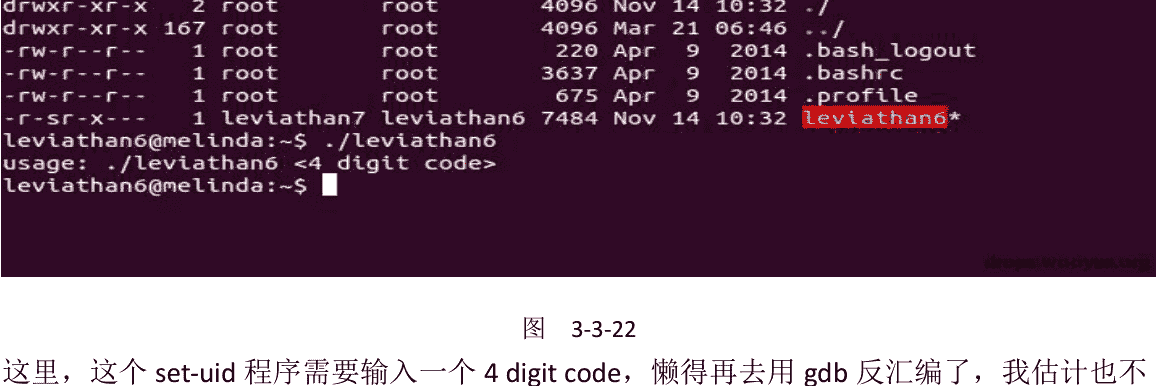 drwxr-xr-x 2 root root 4096 Nov 14 10:32 ./
drwxr-xr-x 167 root root 4096 Mar 21 06:46 ../
-rw-r--r-- 1 root root 220 Apr 9 2014 .bash_logout
-rw-r--r-- 1 root root 3637 Apr 9 2014 .bashrc
-rw-r--r-- 1 root root 675 Apr 9 2014 .profile
-r-sr-x--- 1 leviathan7 leviathan6 7484 Nov 14 10:32 leviathan6*
leviathan6@melinda:~$ ./leviathan6
usage: ./leviathan6 <4 digit code>
leviathan6@melinda:~$
图 3-3-22
这里，这个 set-uid 程序需要输入一个 4 digit code，懒得再去用 gdb 反汇编了，我估计也不